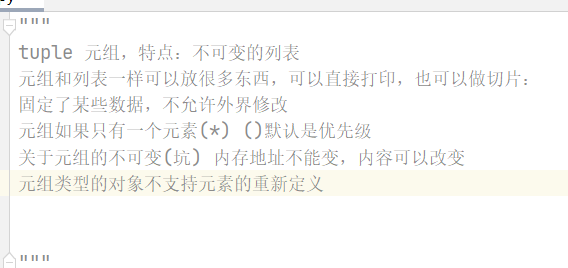 """
tuple 元组，特点：不可变的列表
元组和列表一样可以放很多东西，可以直接打印，也可以做切片：
固定了某些数据，不允许外界修改
元组如果只有一个元素(*) ()默认是优先级
关于元组的不可变(坑) 内存地址不能变，内容可以改变
元组类型的对象不支持元素的重新定义
"""